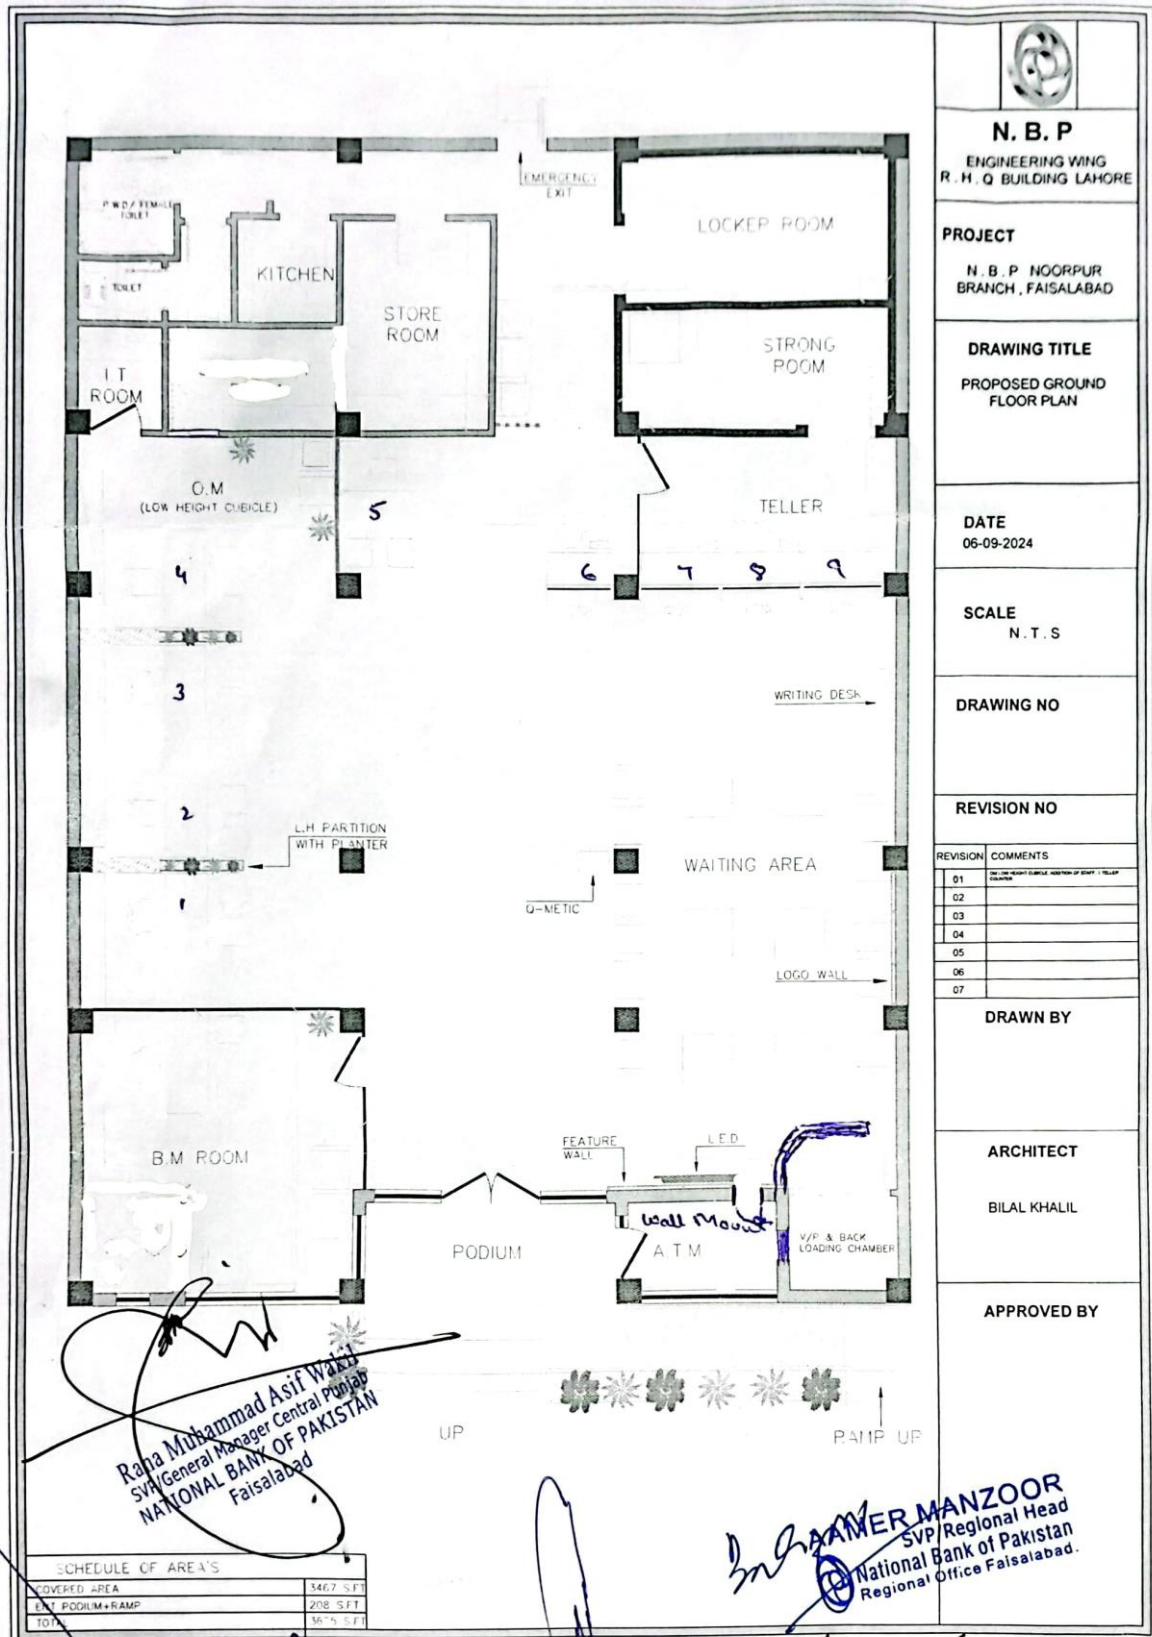 N. B. P
ENGINEERING WING
R. H. Q BUILDING LAHORE
PROJECT
N. B. P NOORPUR
BRANCH, FAISALABAD
DRAWING TITLE
PROPOSED GROUND
FLOOR PLAN
DATE
06-09-2024
SCALE
N. T. S
DRAWING NO
REVISION NO
REVISION COMMENTS
01
02
03
04
05
06
07
DRAWN BY
ARCHITECT
BILAL KHALIL
APPROVED BY
EMERGENCY
EXIT
P.W.D/ FEMALE
TOILET
TOILET
KITCHEN
STORE
ROOM
I.T
ROOM
LOCKER ROOM
STRONG
ROOM
O.M
(LOW HEIGHT CUBICLE)
TELLER
5
4
6 7 8 9
3
WRITING DESK
2
L.H PARTITION
WITH PLANTER
WAITING AREA
1
Q-METIC
LOGO WALL
B.M ROOM
FEATURE
WALL
L.E.D
Wall Mount
PODIUM
A.T.M
V/P & BACK
LOADING CHAMBER
UP
RAMP UP
Rana Muhammad Asif Wakil
SVP/General Manager Central Punjab
NATIONAL BANK OF PAKISTAN
Faisalabad
AAMER MANZOOR
SVP/Regional Head
National Bank of Pakistan
Regional Office Faisalabad.
SCHEDULE OF AREA'S
COVERED AREA 3467 S.FT
EXT PODIUM+RAMP 208 S.FT
TOTAL S.FT